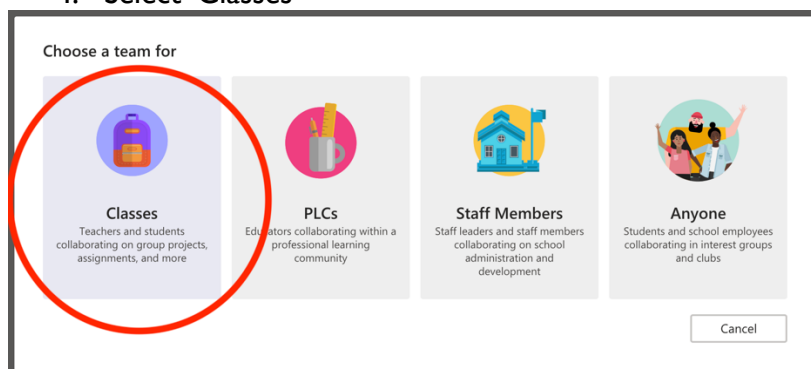 Select Classes
Choose a team for
Classes
Teachers and students
collaborating on group projects,
assignments, and more
PLCs
Educators collaborating within a
professional learning
community
Staff Members
Staff leaders and staff members
collaborating on school
administration and
development
Anyone
Students and school employees
collaborating in interest groups
and clubs
Cancel